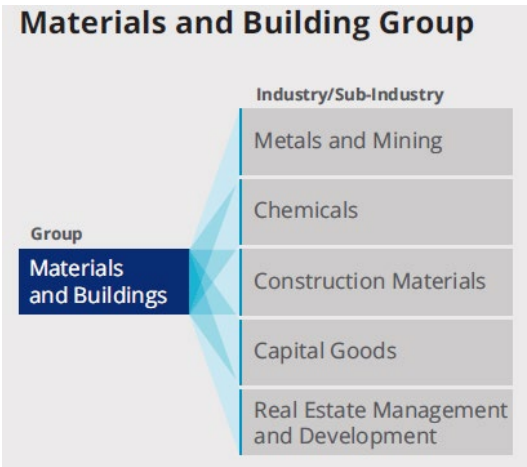 Materials and Building Group
Industry/Sub-Industry
Metals and Mining
Chemicals
Group
Materials
and Buildings
Construction Materials
Capital Goods
Real Estate Management
and Development